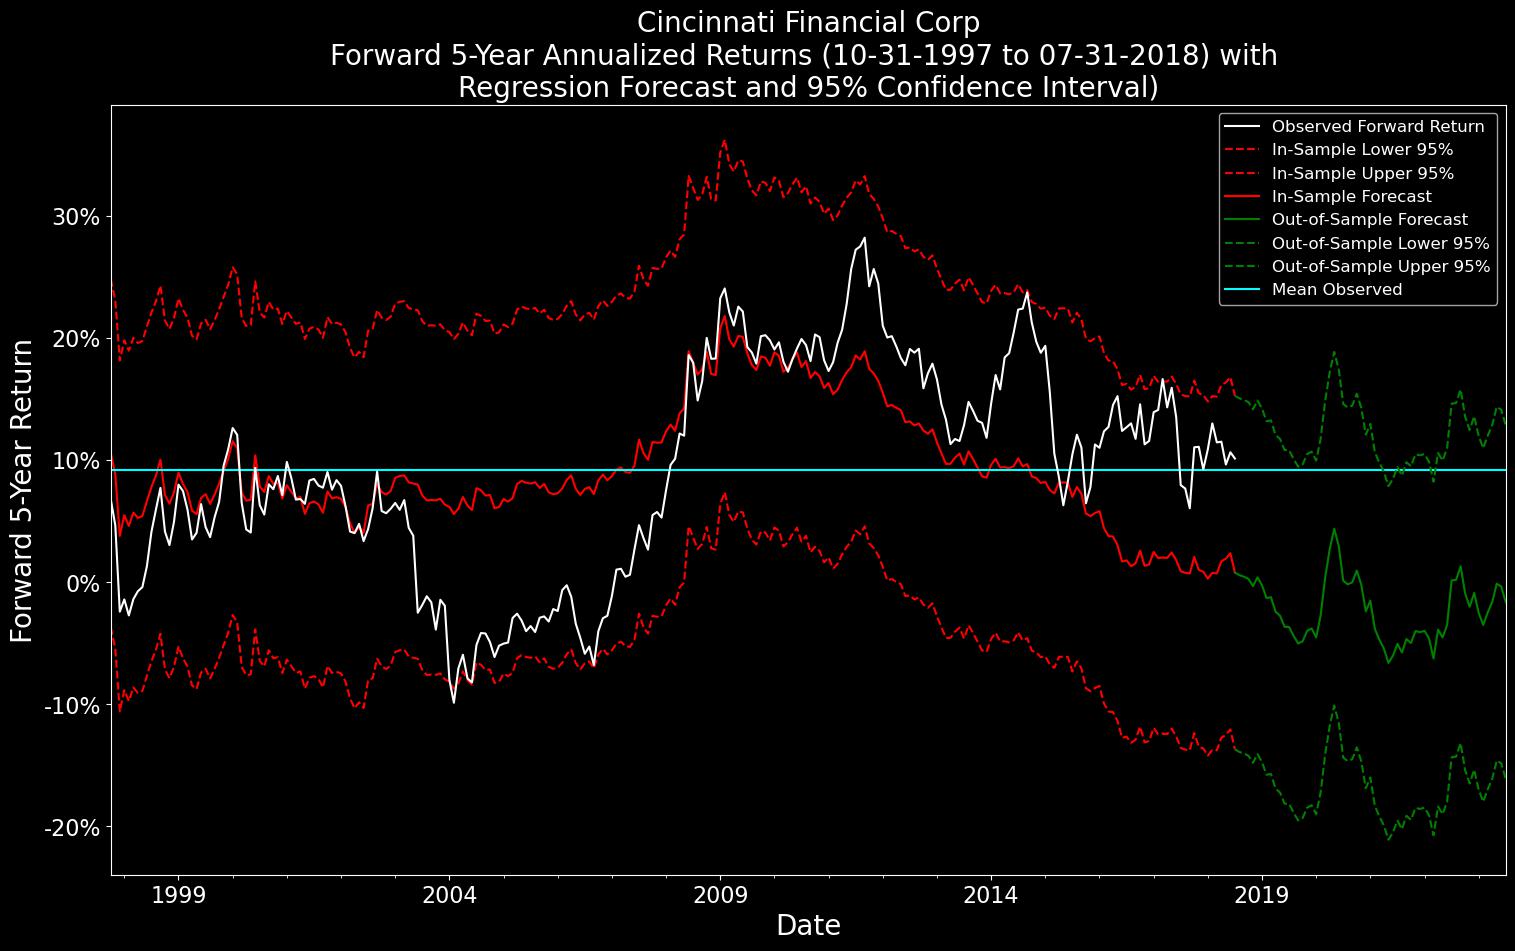 Cincinnati Financial Corp
Forward 5-Year Annualized Returns (10-31-1997 to 07-31-2018) with
Regression Forecast and 95% Confidence Interval)
Observed Forward Return
In-Sample Lower 95%
In-Sample Upper 95%
In-Sample Forecast
Out-of-Sample Forecast
Out-of-Sample Lower 95%
Out-of-Sample Upper 95%
Mean Observed
Forward 5-Year Return
30%
20%
10%
0%
-10%
-20%
1999
2004
2009
2014
2019
Date